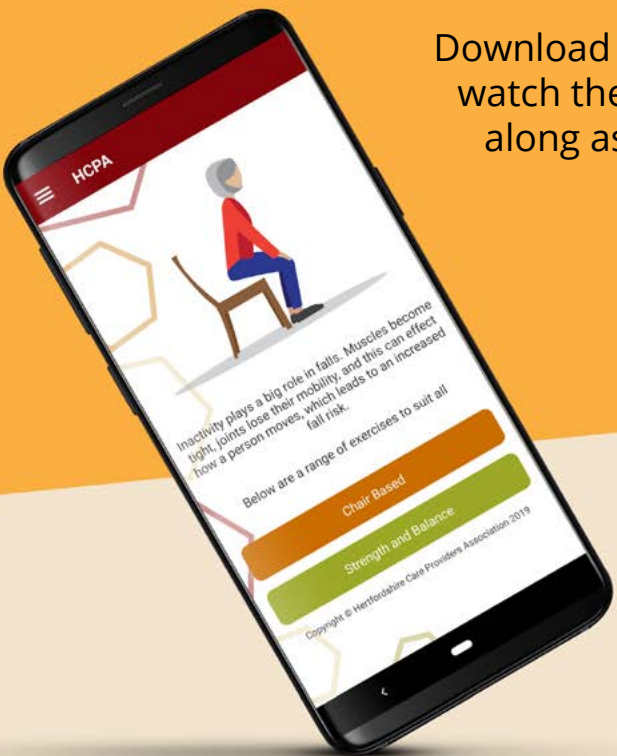 Download
watch the
along as
HCPA
Inactivity plays a big role in falls. Muscles become
tight, joints lose their mobility, and this can effect
how a person moves, which leads to an increased
fall risk.
Below are a range of exercises to suit all
Chair Based
Strength and Balance
Copyright © Hertfordshire Care Providers Association 2019